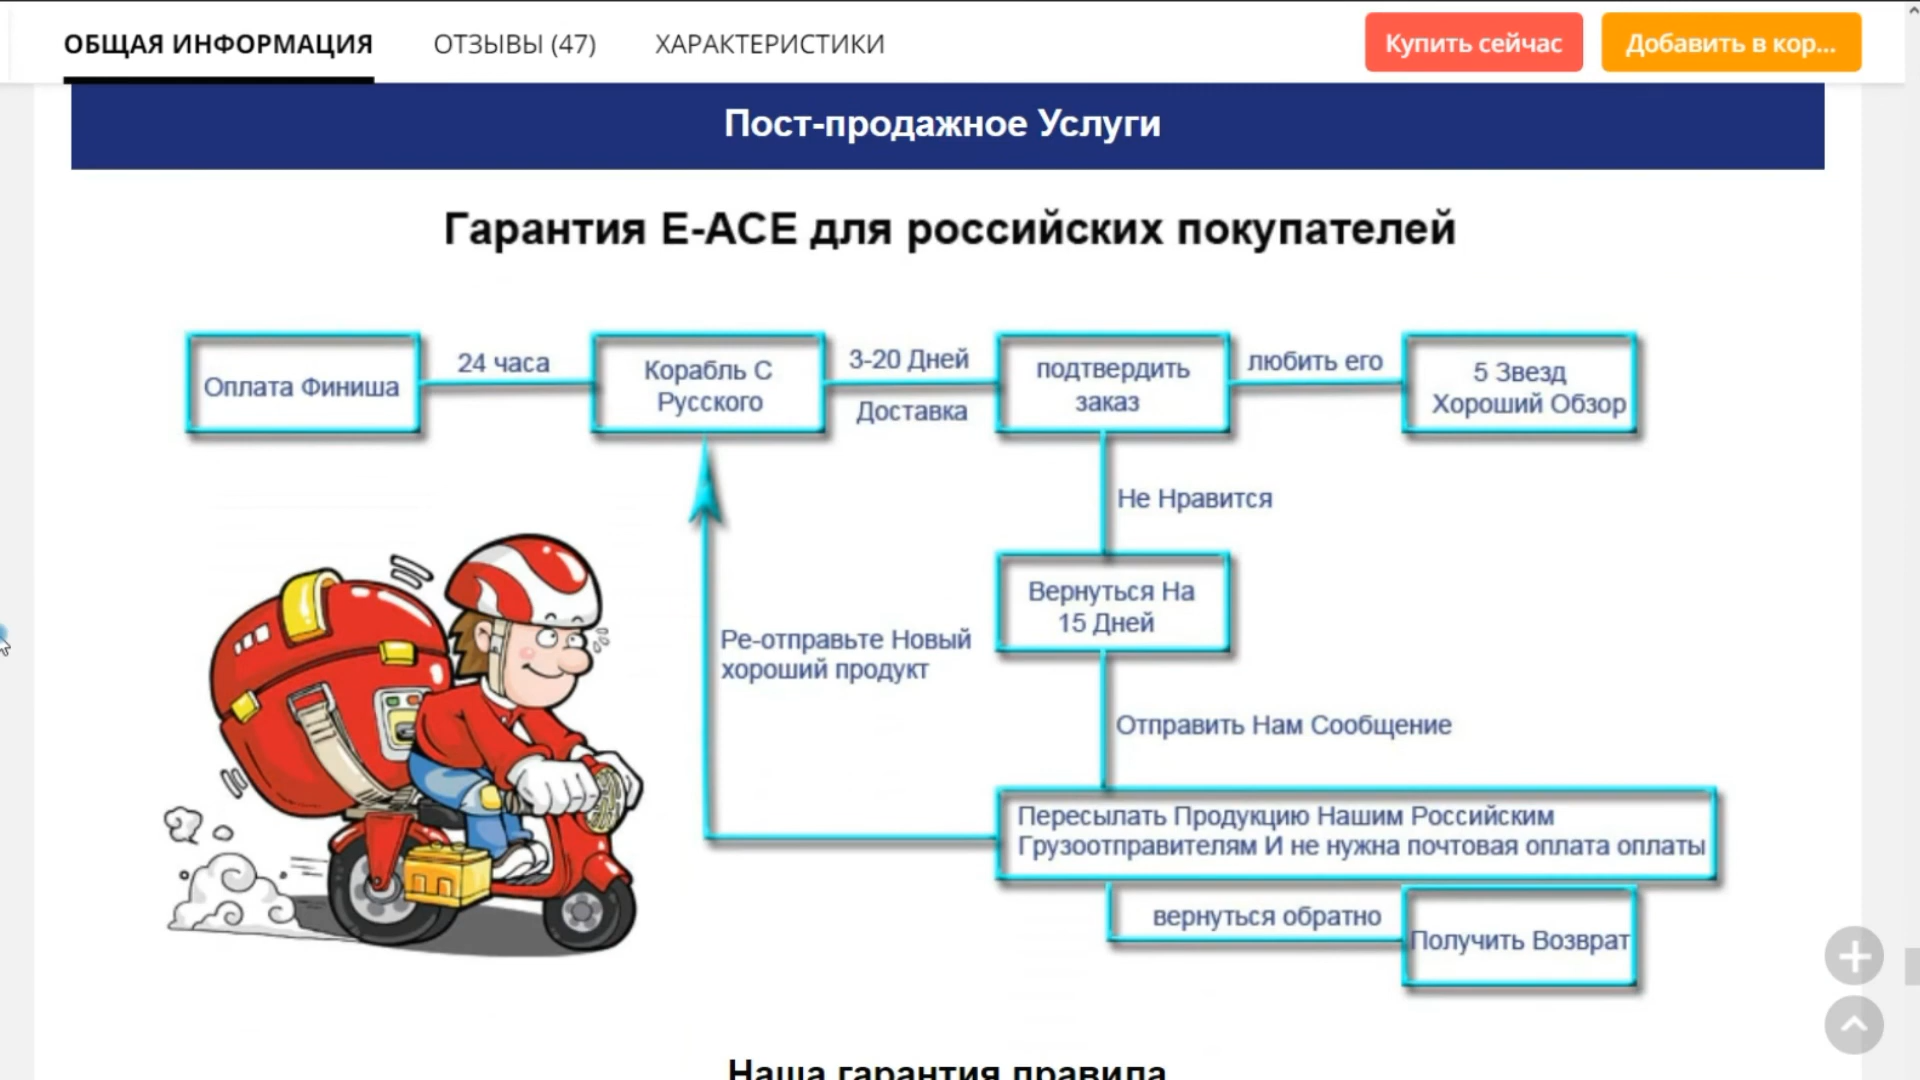 ОБЩАЯ ИНФОРМАЦИЯ
ОТЗЫВЫ (47)
ХАРАКТЕРИСТИКИ
Купить сейчас
Добавить в кор...
Пост-продажное Услуги
Гарантия E-ACE для российских покупателей
Оплата Финиша
24 часа
Корабль С
Русского
3-20 Дней
Доставка
подтвердить
заказ
любить его
5 Звезд
Хороший Обзор
Не Нравится
Вернуться На
15 Дней
Ре-отправьте Новый
хороший продукт
Отправить Нам Сообщение
Пересылать Продукцию Нашим Российским
Грузоотправителям И не нужна почтовая оплата оплаты
вернуться обратно
Получить Возврат
Наша гарантия правила